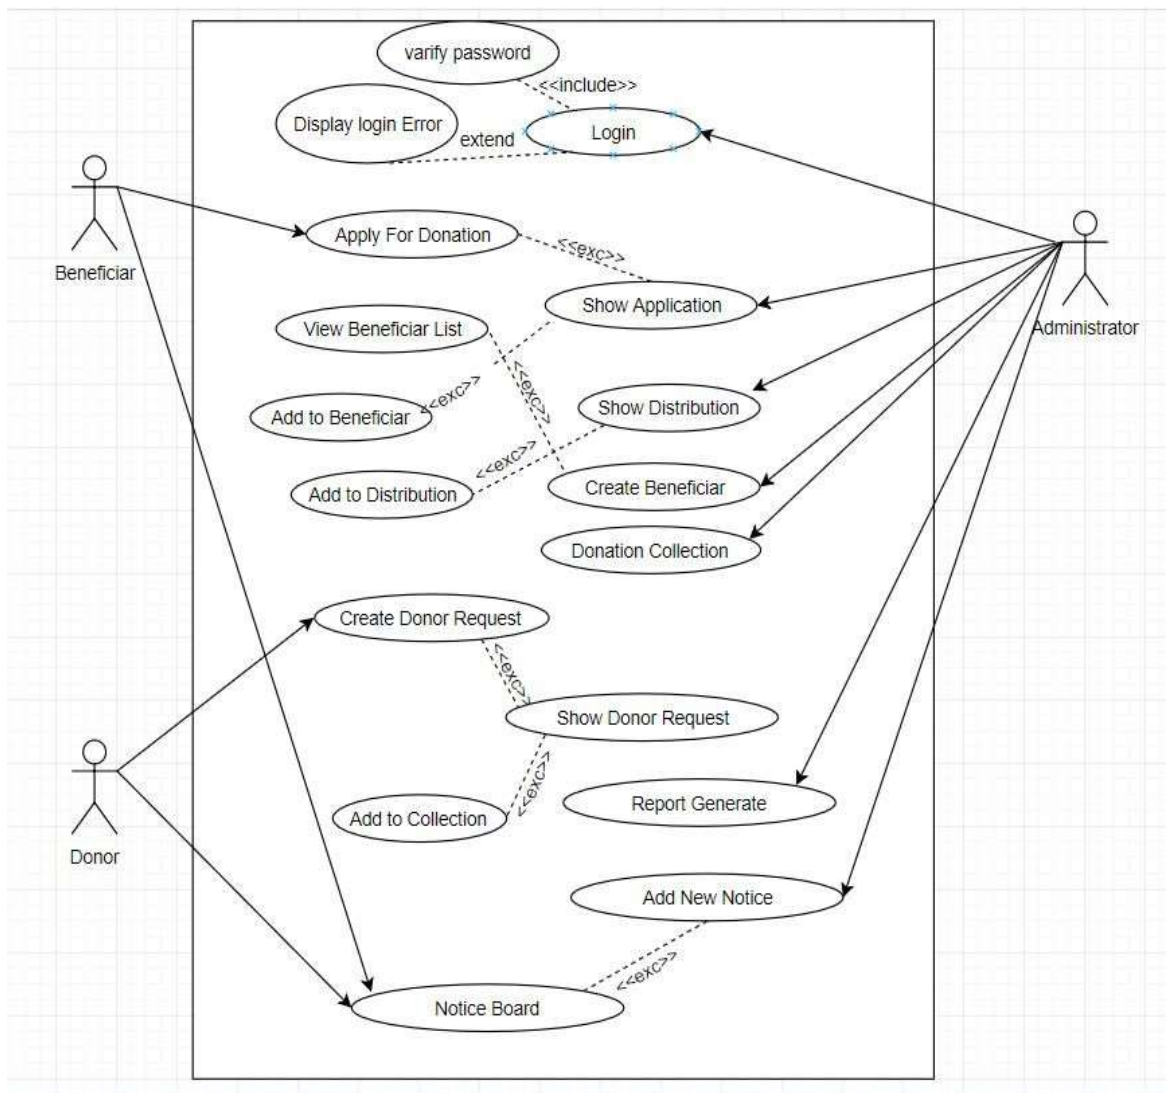 varify password
<<include>>
Display login Error
extend
Login
Beneficiar
Apply For Donation
<<exc>>
Show Application
View Beneficiar List
Administrator
<<exc>>
<<exc>>
Add to Beneficiar
Show Distribution
<<exc>>
Add to Distribution
Create Beneficiar
Donation Collection
Create Donor Request
<<exc>>
Show Donor Request
<<exc>>
Add to Collection
Report Generate
Donor
Add New Notice
<<exc>>
Notice Board